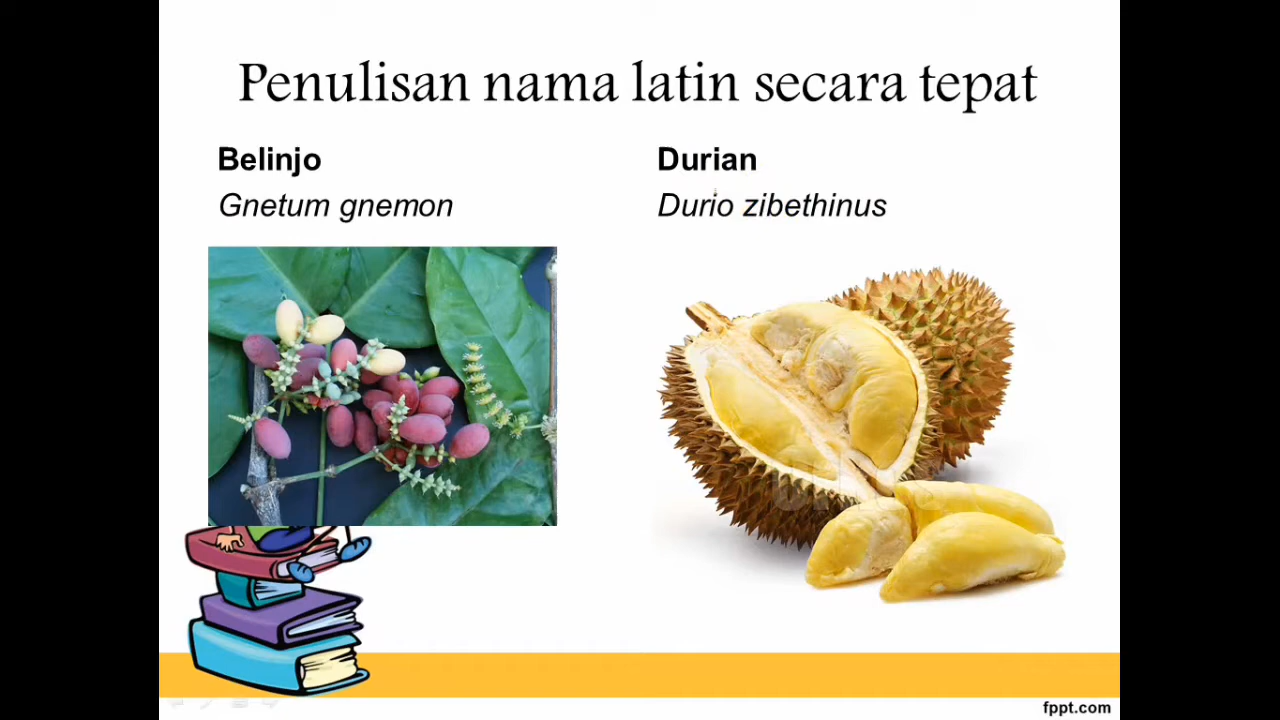 Penulisan nama latin secara tepat
Belinjo
Gnetum gnemon
Durian
Durio zibethinus
fppt.com